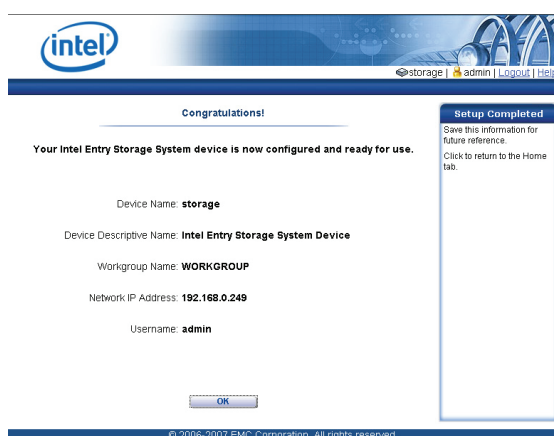 intel
storage | admin | Logout | Help
Congratulations!
Your Intel Entry Storage System device is now configured and ready for use.
Device Name: storage
Device Descriptive Name: Intel Entry Storage System Device
Workgroup Name: WORKGROUP
Network IP Address: 192.168.0.249
Username: admin
OK
Setup Completed
Save this information for
future reference.
Click to return to the Home
tab.
© 2006-2007 EMC Corporation. All rights reserved.